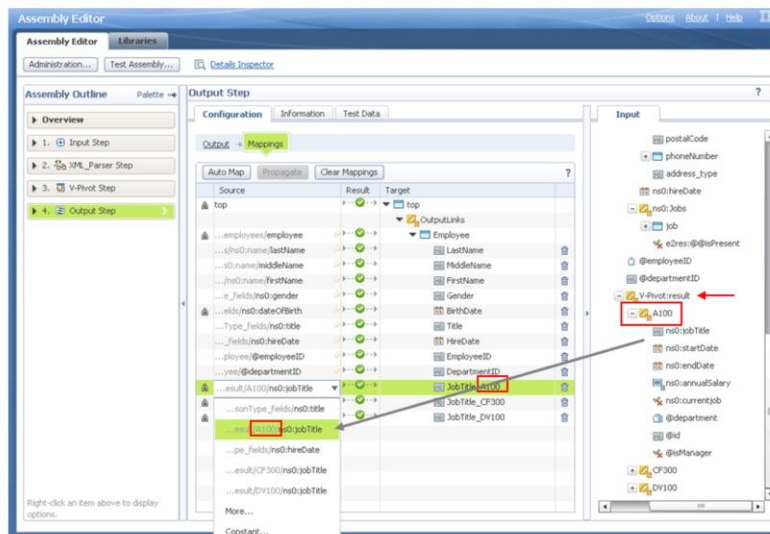 Assembly Editor
Options About | Help
Assembly Editor Libraries
Administration... Test Assembly... Details Inspector
Assembly Outline Palette
Overview
1. Input Step
2. XML_Parser Step
3. V-Pivot Step
4. Output Step
Right-click an item above to display
options.
Output Step ?
Configuration Information Test Data
Output → Mappings
Auto Map Propagate Clear Mappings ?
Source Result Target
top top
OutputLinks
...employees/employee Employee
...s/ns0:name/lastName LastName
...s0:name/middleName MiddleName
.../ns0:name/firstName FirstName
...e_fields/ns0:gender Gender
...elds/ns0:dateOfBirth BirthDate
...Type_fields/ns0:title Title
..._fields/ns0:hireDate HireDate
...ployee/@employeeID EmployeeID
...yee/@departmentID DepartmentID
...esult/A100/ns0:jobTitle JobTitle_A100
JobTitle_CF300
JobTitle_DV100
...sonType_fields/ns0:title
...esult/A100/ns0:jobTitle
...pe_fields/ns0:hireDate
...esult/CF300/ns0:jobTitle
...esult/DV100/ns0:jobTitle
More...
Constant...
Input
postalCode
phoneNumber
address_type
ns0:hireDate
ns0:Jobs
job
e2res:@@isPresent
@employeeID
@departmentID
V-Pivot:result
A100
ns0:jobTitle
ns0:startDate
ns0:endDate
ns0:annualSalary
ns0:currentjob
@department
@id
@isManager
CF300
DV100